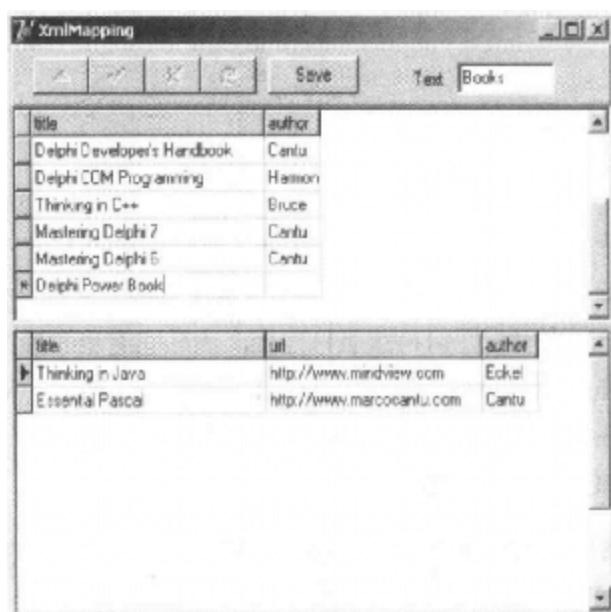 XmlMapping
Save Text Books
title author
Delphi Developer's Handbook Cantu
Delphi COM Programming Harmon
Thinking in C++ Bruce
Mastering Delphi 7 Cantu
Mastering Delphi 6 Cantu
Delphi Power Book
title url author
Thinking in Java http://www.mindview.com Eckel
Essential Pascal http://www.marcocantu.com Cantu